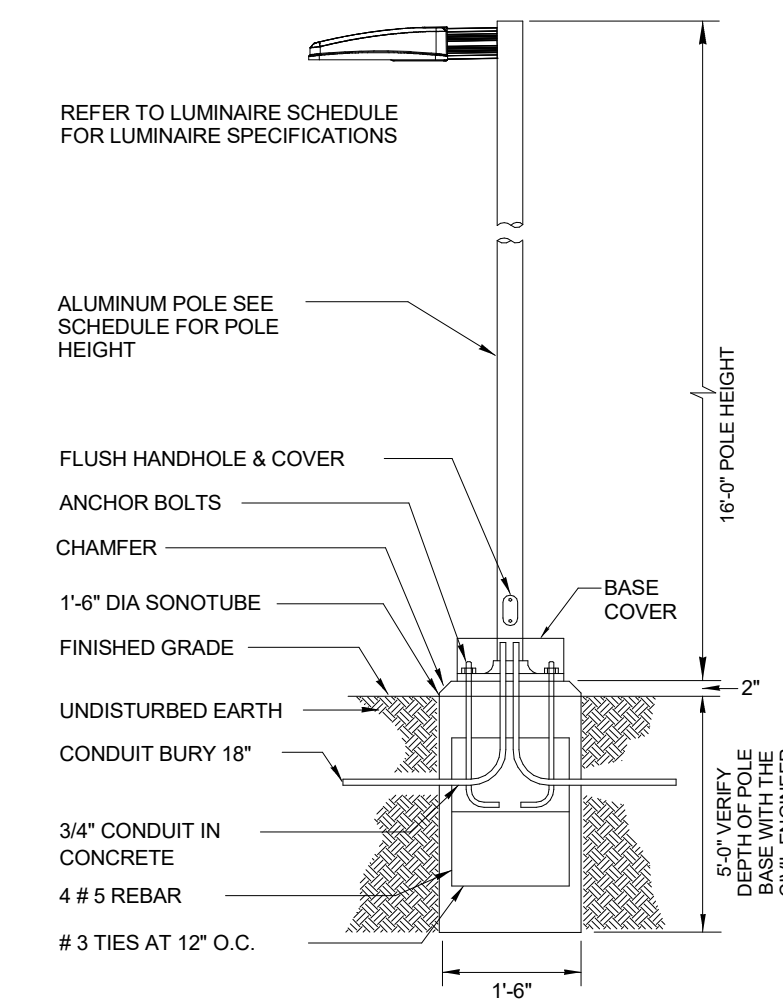 REFER TO LUMINAIRE SCHEDULE
FOR LUMINAIRE SPECIFICATIONS
ALUMINUM POLE SEE
SCHEDULE FOR POLE
HEIGHT
16'-0" POLE HEIGHT
FLUSH HANDHOLE & COVER
ANCHOR BOLTS
CHAMFER
1'-6" DIA SONOTUBE
BASE
COVER
FINISHED GRADE
2"
UNDISTURBED EARTH
CONDUIT BURY 18"
5'-0" VERIFY
DEPTH OF POLE
BASE WITH THE
3/4" CONDUIT IN
CONCRETE
4 # 5 REBAR
# 3 TIES AT 12" O.C.
1'-6"